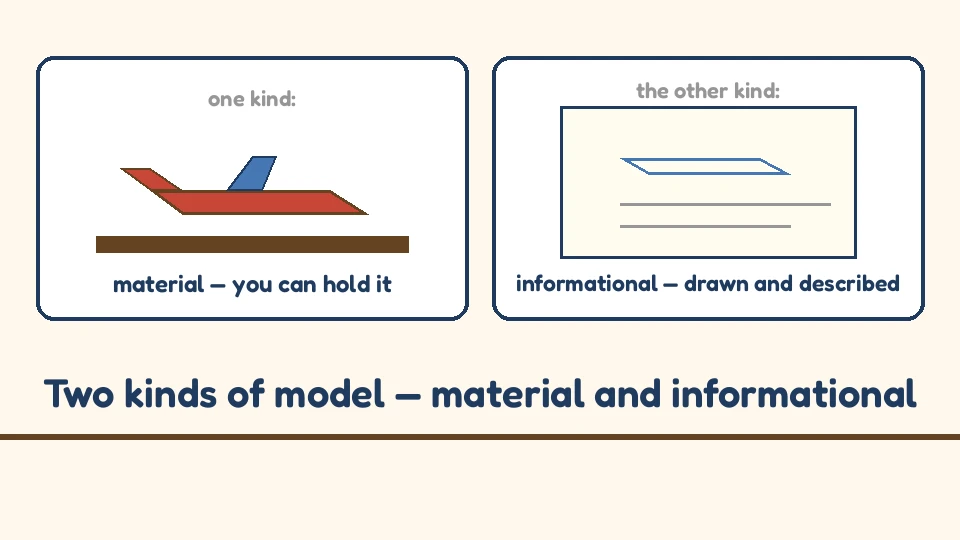 one kind:
material — you can hold it
the other kind:
informational — drawn and described
Two kinds of model — material and informational